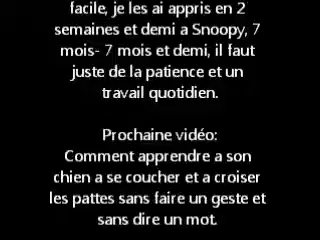 facile, je les ai appris en 2
semaines et demi a Snoopy, 7
mois- 7 mois et demi, il faut
juste de la patience et un
travail quotidien.
Prochaine vidéo:
Comment apprendre a son
chien a se coucher et a croiser
les pattes sans faire un geste et
sans dire un mot.